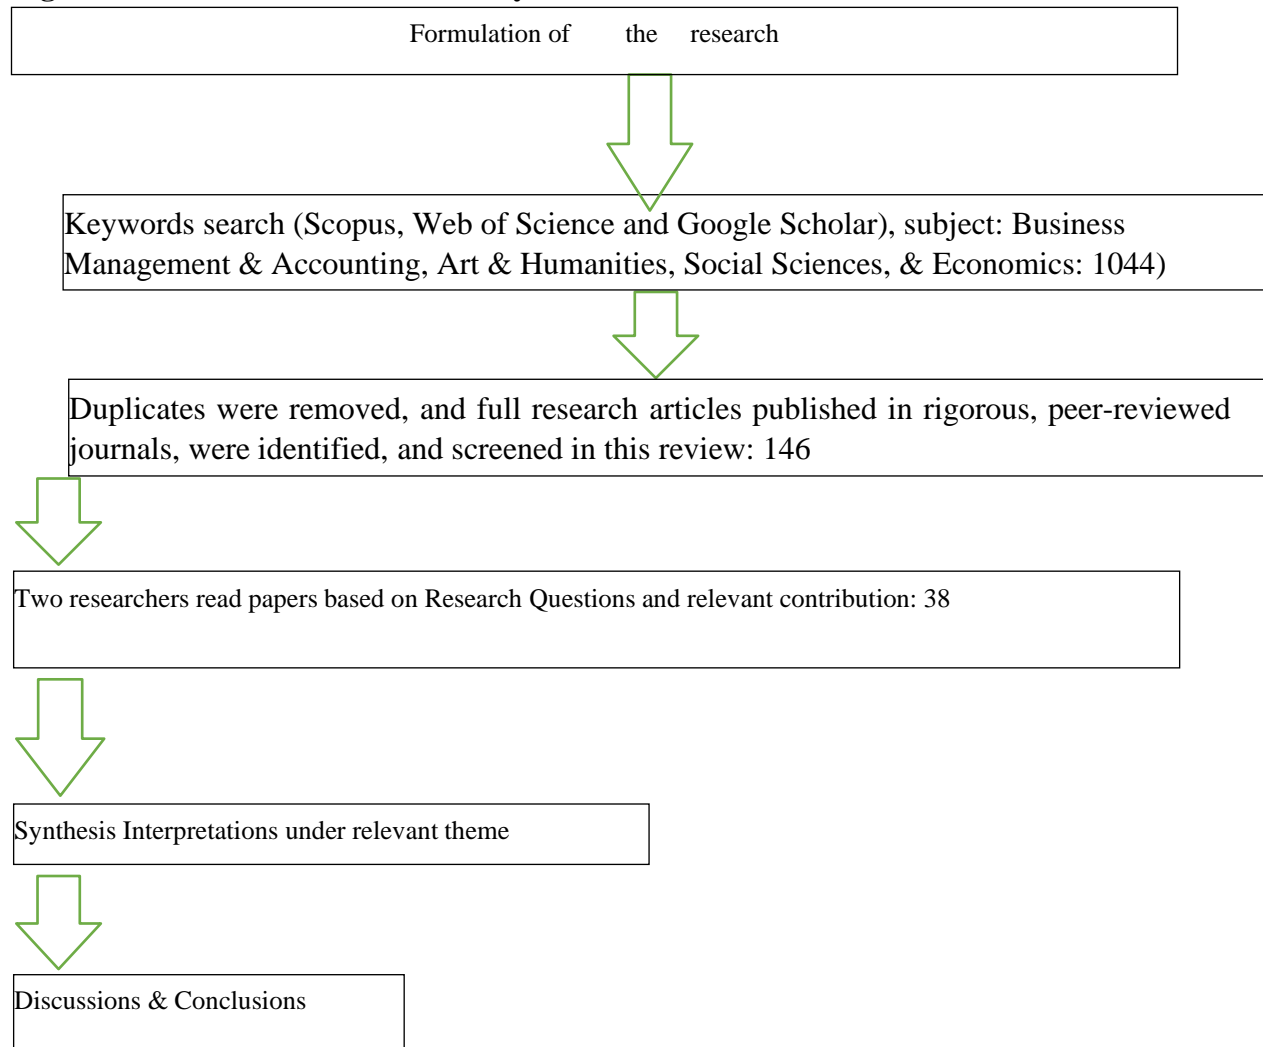 Formulation of the research
Keywords search (Scopus, Web of Science and Google Scholar), subject: Business
Management & Accounting, Art & Humanities, Social Sciences, & Economics: 1044)
Duplicates were removed, and full research articles published in rigorous, peer-reviewed
journals, were identified, and screened in this review: 146
Two researchers read papers based on Research Questions and relevant contribution: 38
Synthesis Interpretations under relevant theme
Discussions & Conclusions